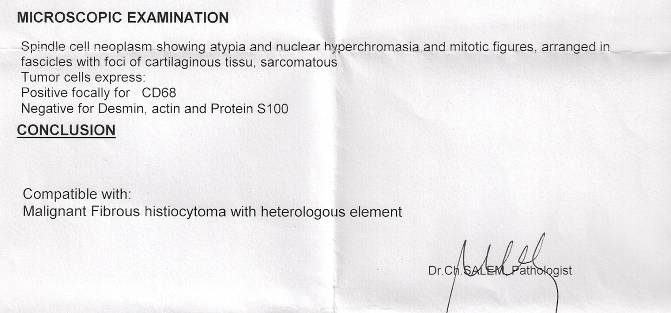 MICROSCOPIC EXAMINATION
Spindle cell neoplasm showing atypia and nuclear hyperchromasia and mitotic figures, arranged in
fascicles with foci of cartilaginous tissu, sarcomatous
Tumor cells express:
Positive focally for CD68
Negative for Desmin, actin and Protein S100
CONCLUSION
Compatible with:
Malignant Fibrous histiocytoma with heterologous element
Dr.Ch.SALEM Pathologist